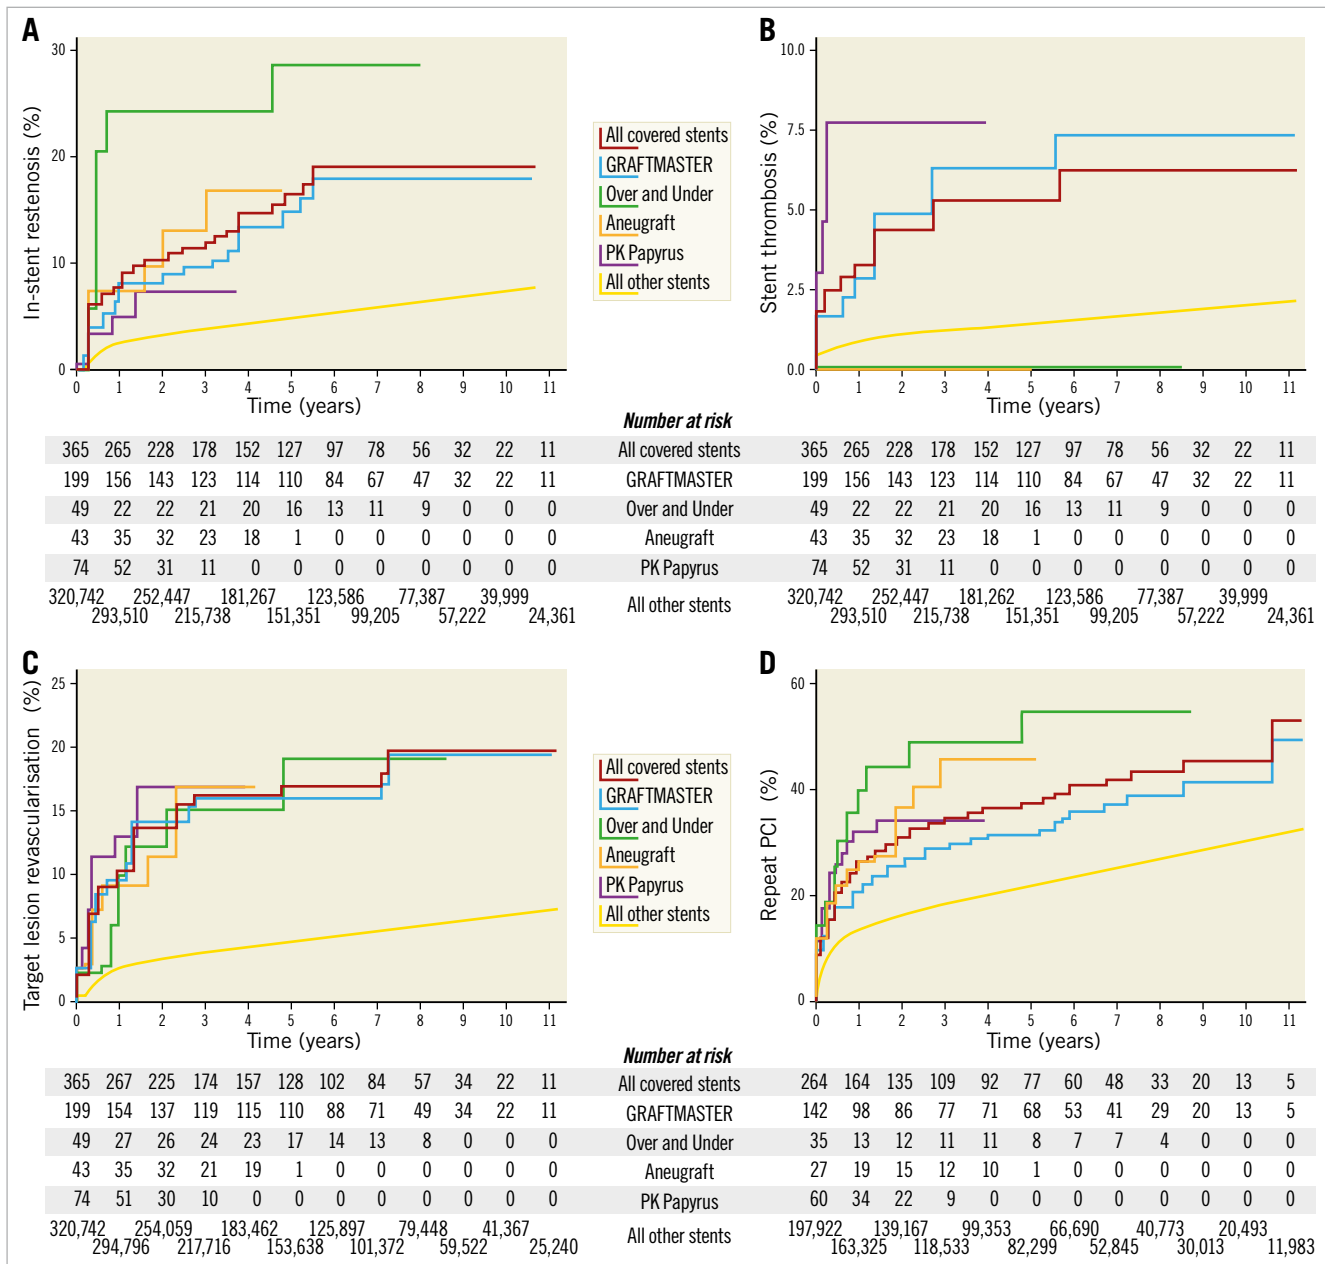 A
B
In-stent restenosis (%)
30
20
10
0
0 1 2 3 4 5 6 7 8 9 10 11
Time (years)
All covered stents
GRAFTMASTER
Over and Under
Aneugraft
PK Papyrus
All other stents
Stent thrombosis (%)
10.0
7.5
5.0
2.5
0.0
0 1 2 3 4 5 6 7 8 9 10 11
Time (years)
Number at risk
365 265 228 178 152 127 97 78 56 32 22 11 All covered stents 365 265 228 178 152 127 97 78 56 32 22 11
199 156 143 123 114 110 84 67 47 32 22 11 GRAFTMASTER 199 156 143 123 114 110 84 67 47 32 22 11
49 22 22 21 20 16 13 11 9 0 0 0 Over and Under 49 22 22 21 20 16 13 11 9 0 0 0
43 35 32 23 18 1 0 0 0 0 0 0 Aneugraft 43 35 32 23 18 1 0 0 0 0 0 0
74 52 31 11 0 0 0 0 0 0 0 0 PK Papyrus 74 52 31 11 0 0 0 0 0 0 0 0
320,742 293,510 252,447 215,738 181,267 151,351 123,586 99,205 77,387 57,222 39,999 24,361 All other stents 320,742 293,510 252,447 215,738 181,262 151,351 123,586 99,205 77,387 57,222 39,999 24,361
C
D
Target lesion revascularisation (%)
25
20
15
10
5
0
0 1 2 3 4 5 6 7 8 9 10 11
Time (years)
All covered stents
GRAFTMASTER
Over and Under
Aneugraft
PK Papyrus
All other stents
Repeat PCI (%)
60
40
20
0
0 1 2 3 4 5 6 7 8 9 10 11
Time (years)
Number at risk
365 267 225 174 157 128 102 84 57 34 22 11 All covered stents 264 164 135 109 92 77 60 48 33 20 13 5
199 154 137 119 115 110 88 71 49 34 22 11 GRAFTMASTER 142 98 86 77 71 68 53 41 29 20 13 5
49 27 26 24 23 17 14 13 8 0 0 0 Over and Under 35 13 12 11 11 8 7 7 4 0 0 0
43 35 32 21 19 1 0 0 0 0 0 0 Aneugraft 27 19 15 12 10 1 0 0 0 0 0 0
74 51 30 10 0 0 0 0 0 0 0 0 PK Papyrus 60 34 22 9 0 0 0 0 0 0 0 0
320,742 294,796 254,059 217,716 183,462 153,638 125,897 101,372 79,448 59,522 41,367 25,240 All other stents 197,922 163,325 139,167 118,533 99,353 82,299 66,690 52,845 40,773 30,013 20,493 11,983